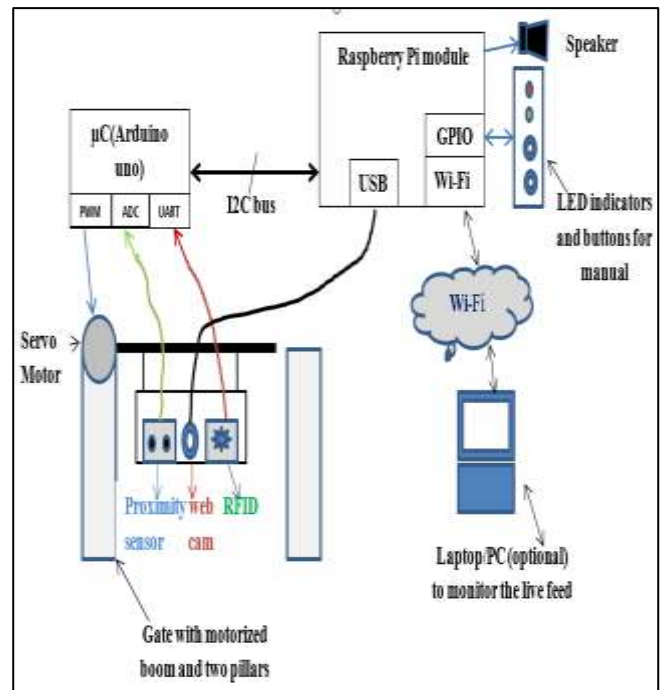 Raspberry Pi module
Speaker
µC(Arduino
uno)
PWM
ADC
UART
I2C bus
USB
GPIO
Wi-Fi
LED indicators
and buttons for
manual
Wi-Fi
Servo
Motor
Proximity
sensor
web
cam
RFID
Laptop/PC(optional)
to monitor the live feed
Gate with motorized
boom and two pillars